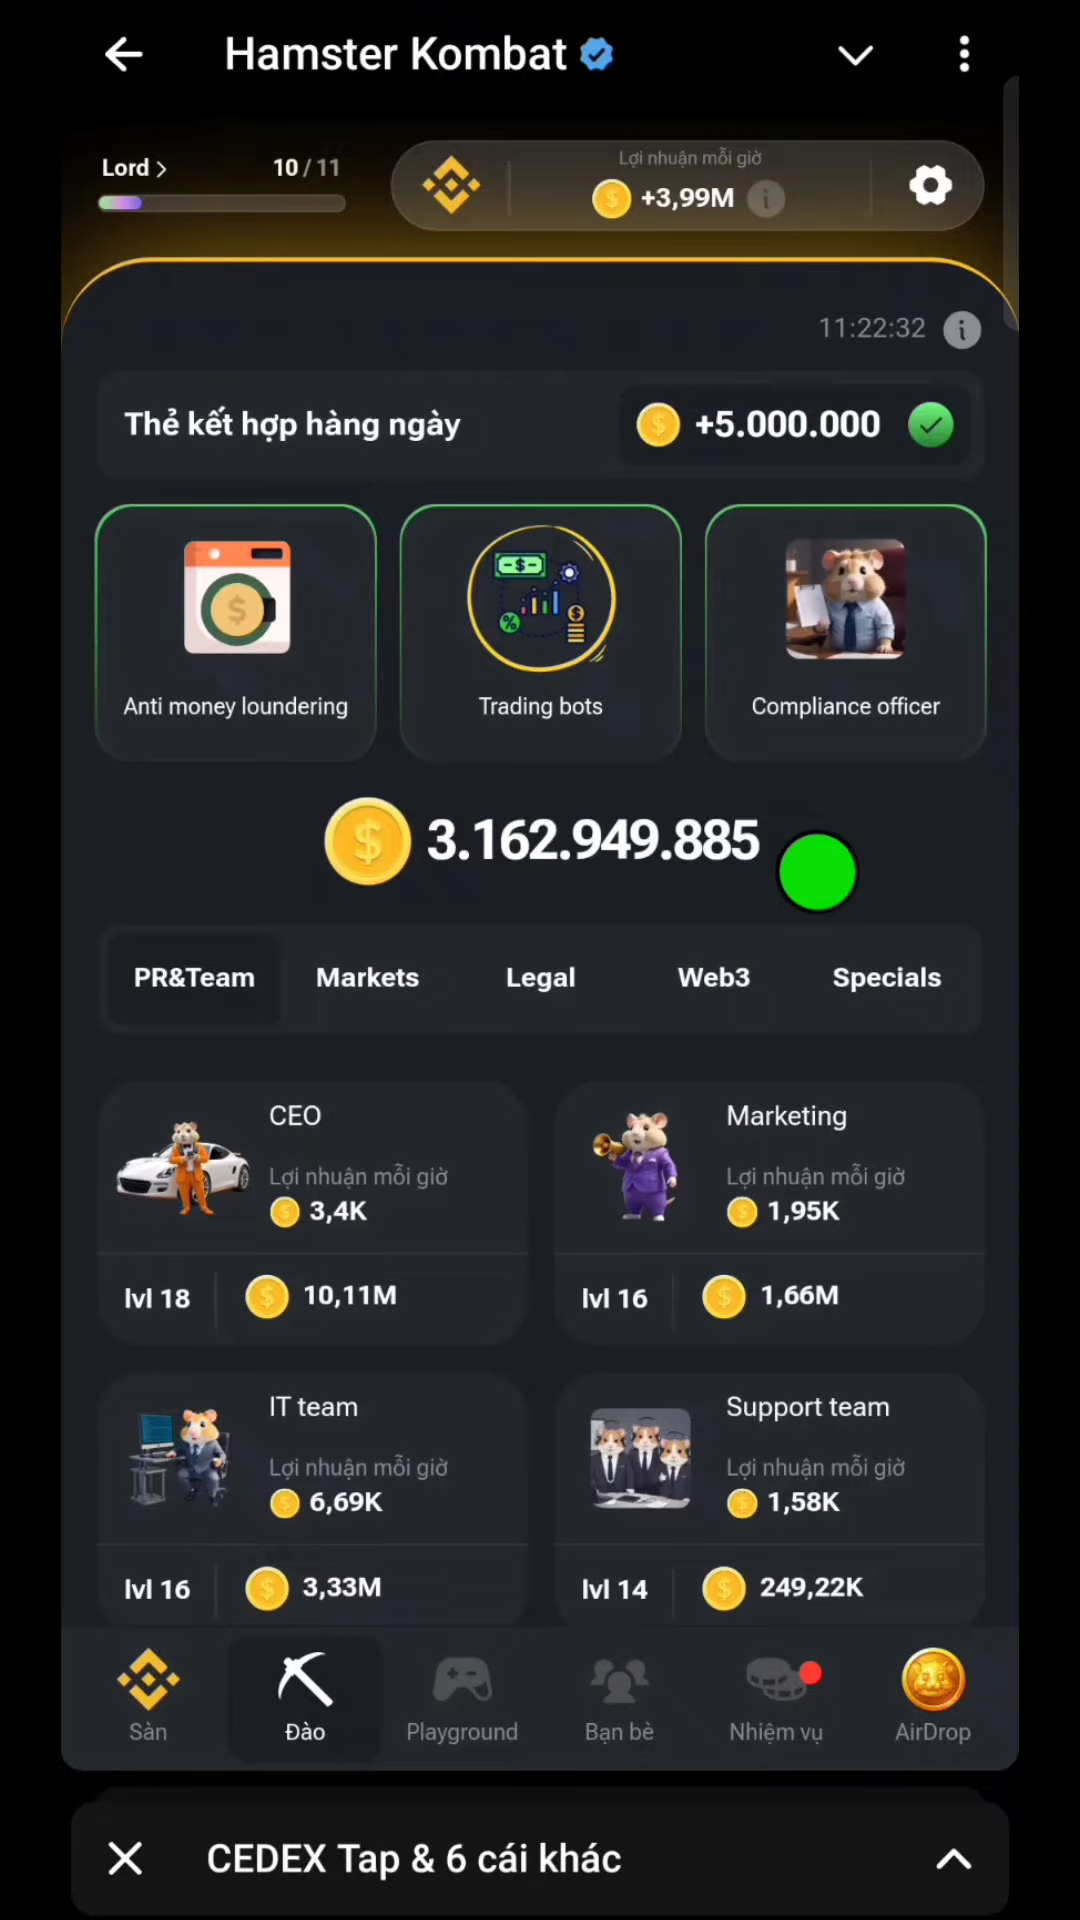 Hamster Kombat
Lord >
10 / 11
Lợi nhuận mỗi giờ
+3,99M
11:22:32
Thẻ kết hợp hàng ngày
+5.000.000
Anti money loundering
Trading bots
Compliance officer
3.162.949.885
PR&Team
Markets
Legal
Web3
Specials
CEO
Lợi nhuận mỗi giờ
3,4K
lvl 18
10,11M
Marketing
Lợi nhuận mỗi giờ
1,95K
lvl 16
1,66M
IT team
Lợi nhuận mỗi giờ
6,69K
lvl 16
3,33M
Support team
Lợi nhuận mỗi giờ
1,58K
lvl 14
249,22K
Sàn
Đào
Playground
Bạn bè
Nhiệm vụ
AirDrop
CEDEX Tap & 6 cái khác